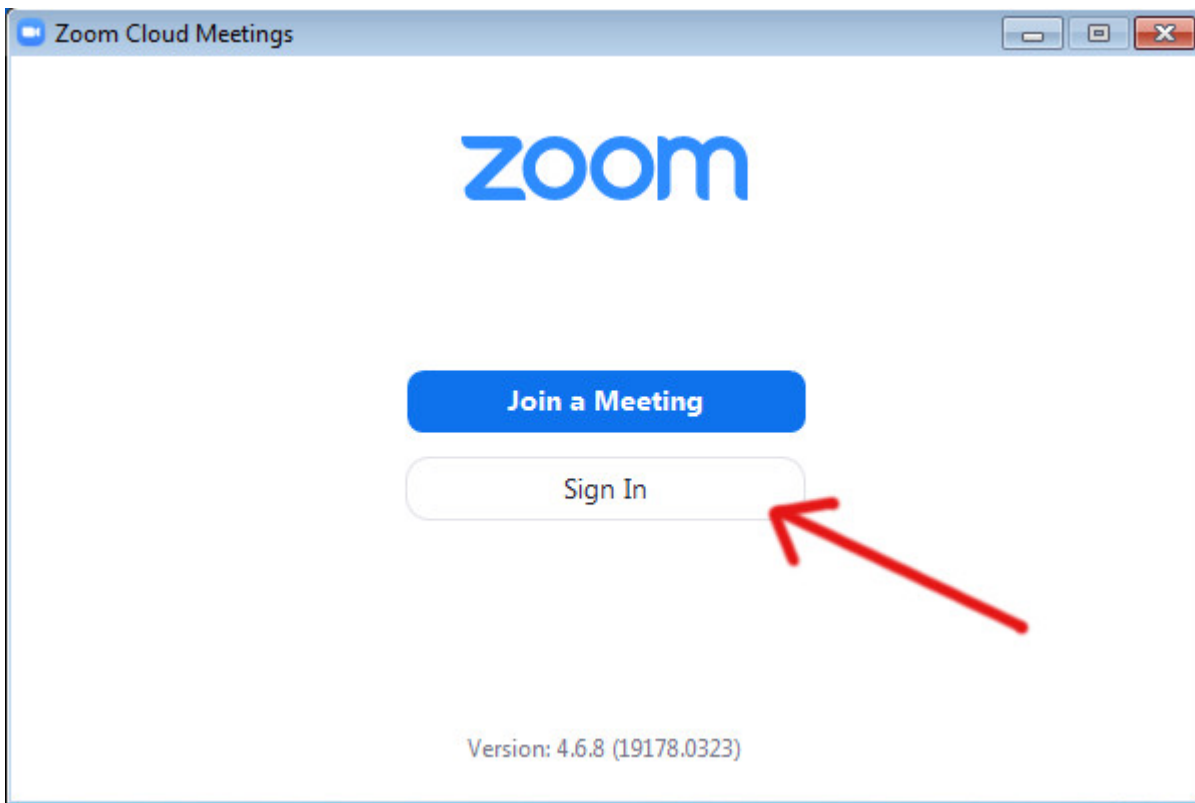 Zoom Cloud Meetings
zoom
Join a Meeting
Sign In
Version: 4.6.8 (19178.0323)